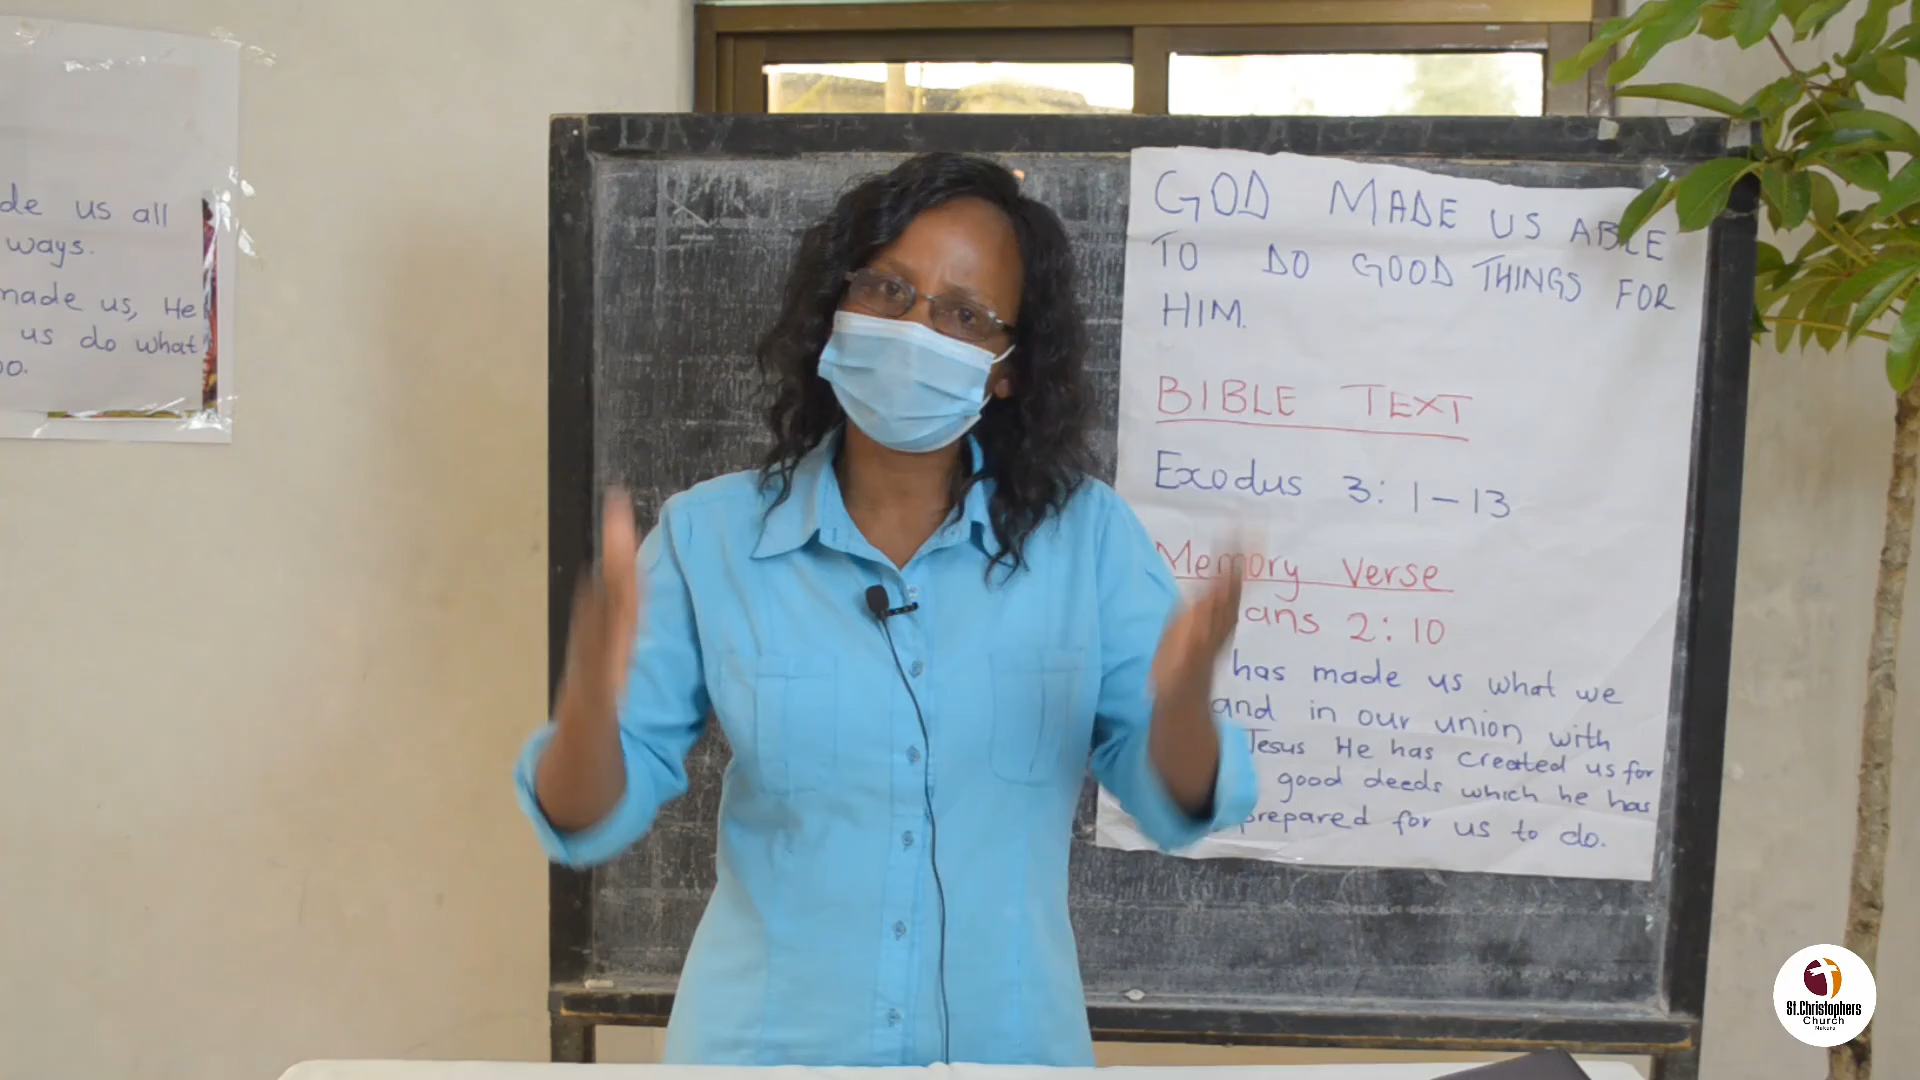 de us all
ways.
made us, He
us do what
GOD MADE US ABLE
TO DO GOOD THINGS FOR
HIM.
BIBLE TEXT
Exodus 3: 1-13
Memory Verse
ans 2:10
has made us what we
and in our union with
Jesus He has created us for
good deeds which he has
prepared for us to do.
St.Christophers
Church
Nakuru